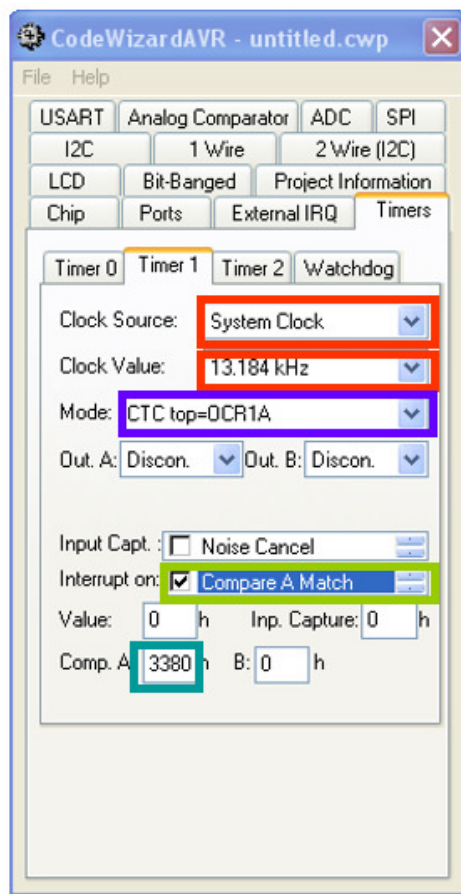 CodeWizardAVR - untitled.cwp
File Help
USART Analog Comparator ADC SPI
I2C 1 Wire 2 Wire (I2C)
LCD Bit-Banged Project Information
Chip Ports External IRQ Timers
Timer 0 Timer 1 Timer 2 Watchdog
Clock Source: System Clock
Clock Value: 13.184 kHz
Mode: CTC top=OCR1A
Out. A: Discon. Out. B: Discon.
Input Capt. : Noise Cancel
Interrupt on: Compare A Match
Value: 0 h Inp. Capture: 0 h
Comp. A 3380 h B: 0 h